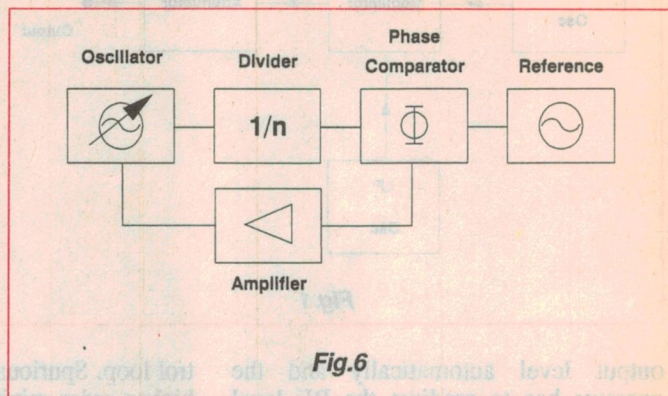 Phase
Oscillator Divider Comparator Reference
1/n Φ
Amplifier
Fig.6
output level automatically and the
trol loop. Spurious